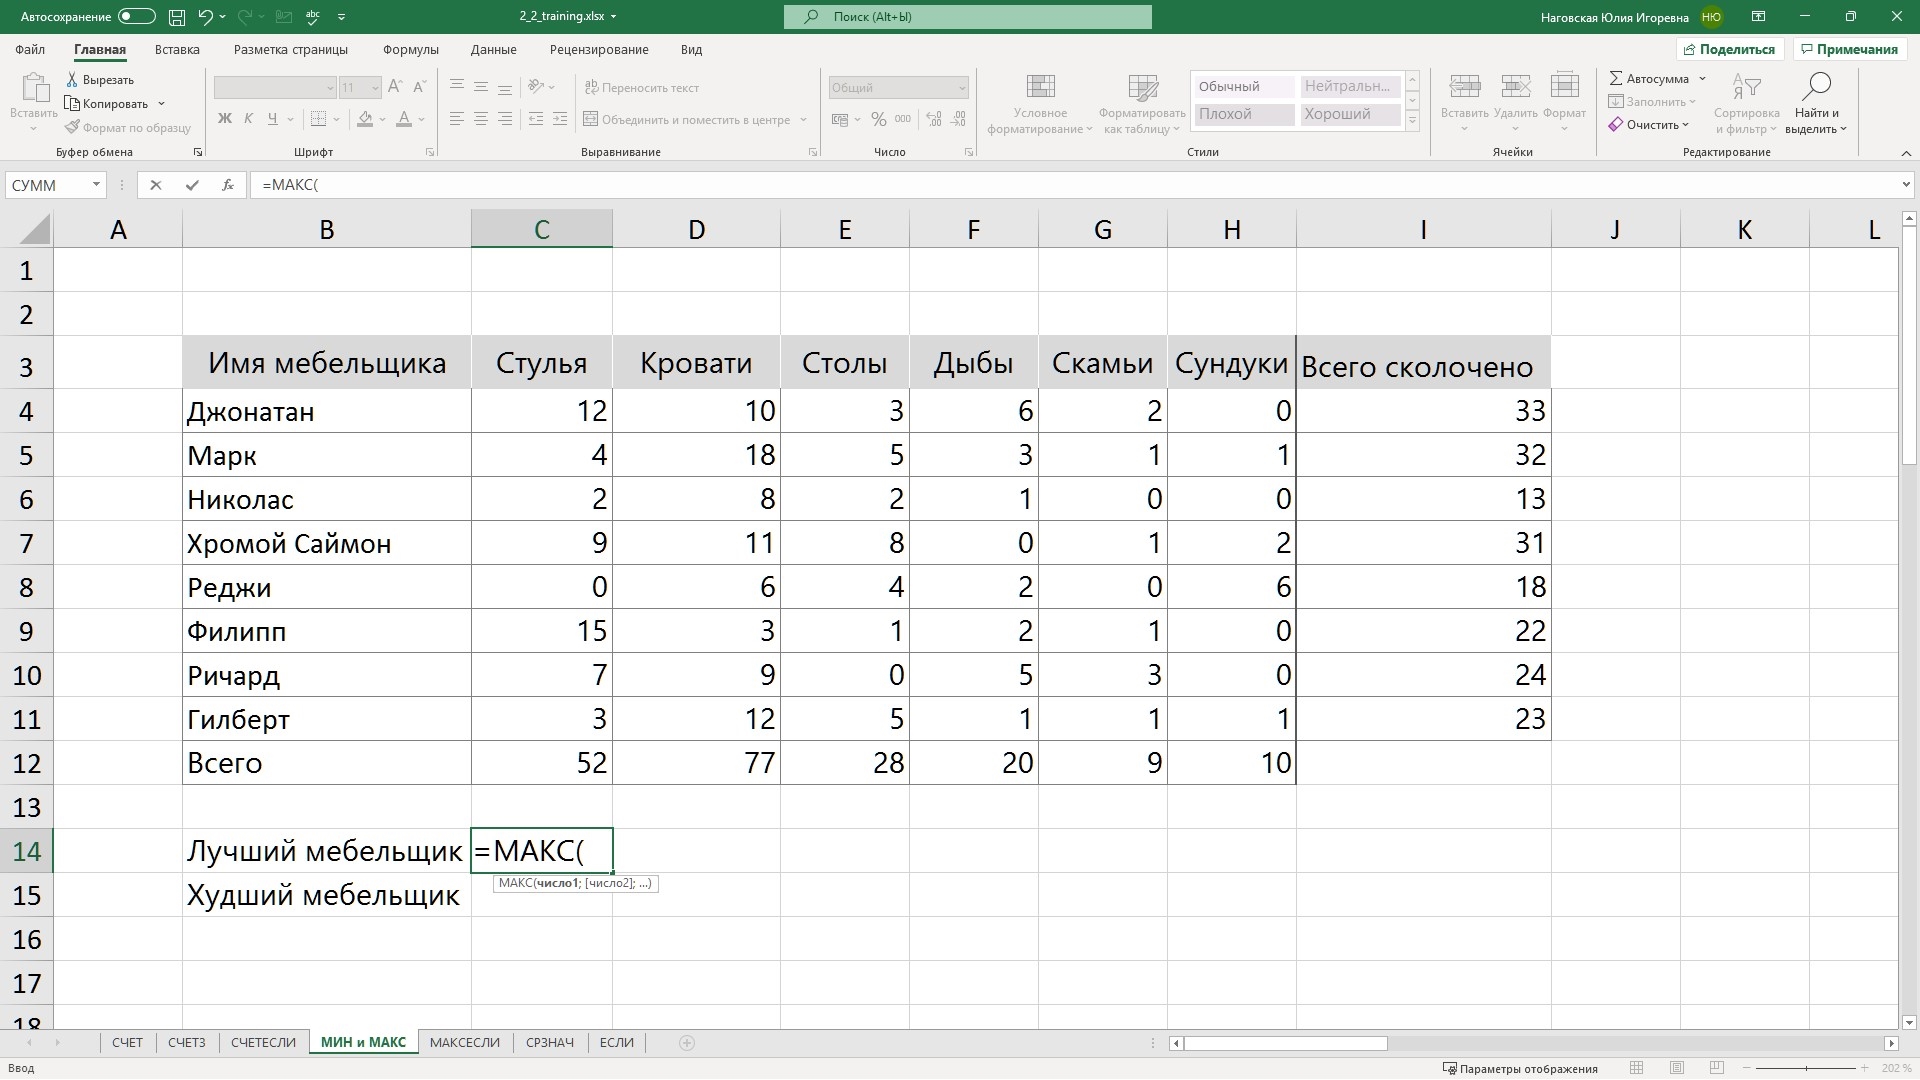 Автосохранение
abc
2_2_training.xlsx
Поиск (Alt+Ы)
Наговская Юлия Игоревна НЮ
Файл Главная Вставка Разметка страницы Формулы Данные Рецензирование Вид
Поделиться Примечания
Вставить
Вырезать
Копировать
Формат по образцу
Буфер обмена
11
Ж К Ч
Шрифт
Переносить текст
Объединить и поместить в центре
Выравнивание
Общий
% 000
Число
Условное форматирование
Форматировать как таблицу
Обычный Нейтральн...
Плохой Хороший
Стили
Вставить Удалить Формат
Ячейки
Автосумма
Заполнить
Очистить
Сортировка и фильтр
Найти и выделить
Редактирование
СУММ
fx =МАКС(
A B C D E F G H I J K L
1
2
3 Имя мебельщика Стулья Кровати Столы Дыбы Скамьи Сундуки Всего сколочено
4 Джонатан 12 10 3 6 2 0 33
5 Марк 4 18 5 3 1 1 32
6 Николас 2 8 2 1 0 0 13
7 Хромой Саймон 9 11 8 0 1 2 31
8 Реджи 0 6 4 2 0 6 18
9 Филипп 15 3 1 2 1 0 22
10 Ричард 7 9 0 5 3 0 24
11 Гилберт 3 12 5 1 1 1 23
12 Всего 52 77 28 20 9 10
13
14 Лучший мебельщик =МАКС(
МАКС(число1; [число2]; ...)
15 Худший мебельщик
16
17
18
СЧЕТ СЧЕТЗ СЧЕТЕСЛИ МИН и МАКС МАКСЕСЛИ СРЗНАЧ ЕСЛИ
Ввод
Параметры отображения
202 %